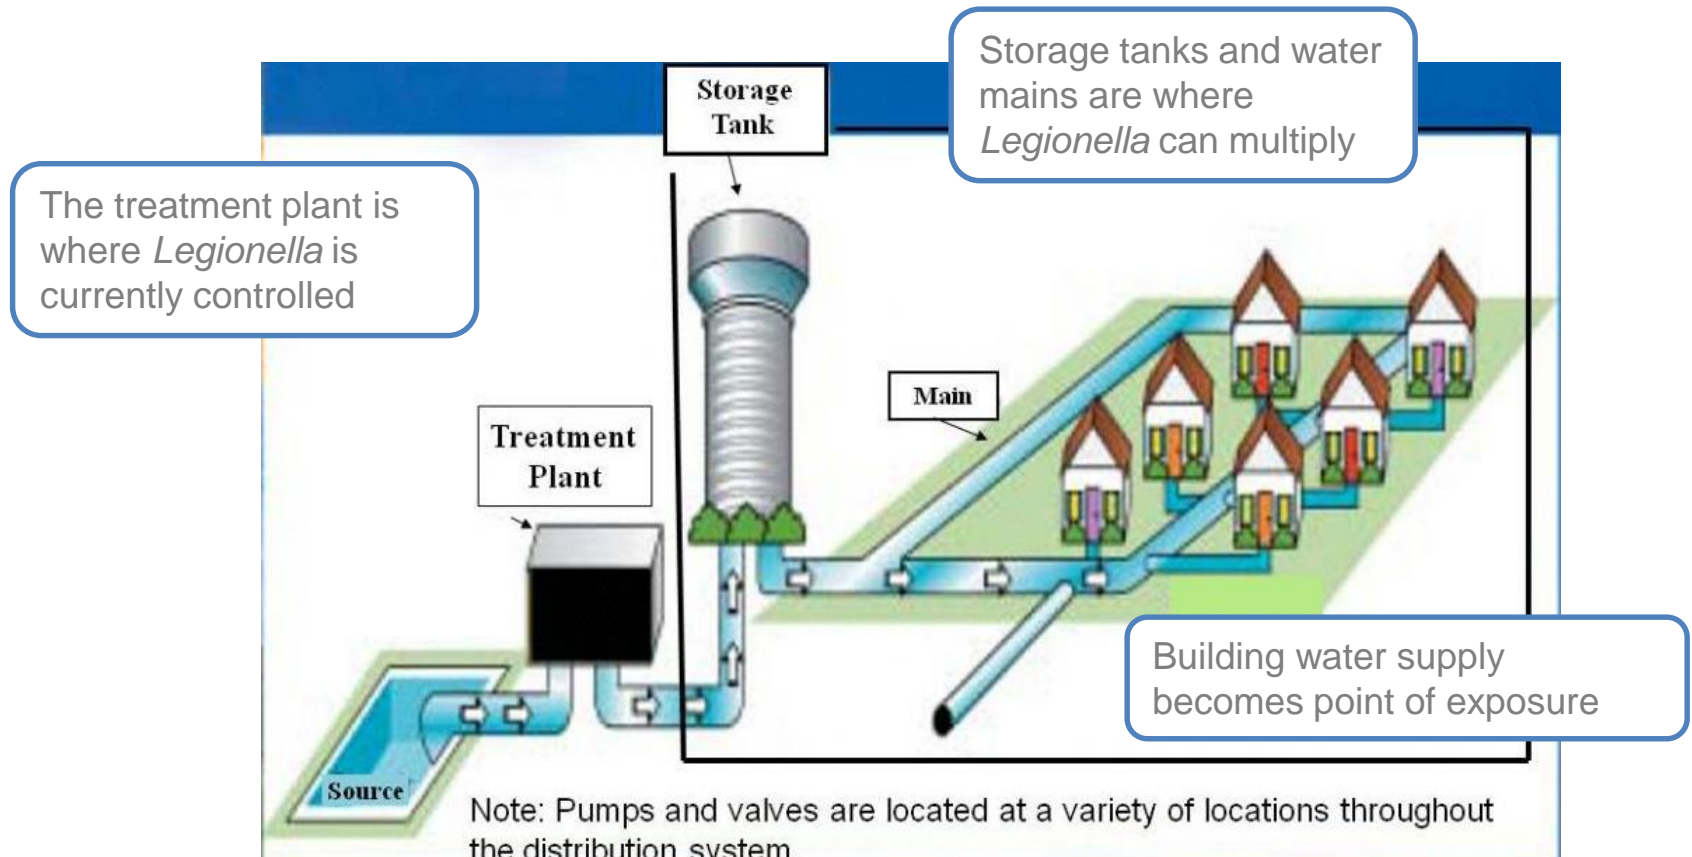 Storage
Tank
Storage tanks and water
mains are where
Legionella can multiply
The treatment plant is
where Legionella is
currently controlled
Main
Treatment
Plant
Building water supply
becomes point of exposure
Source
Note: Pumps and valves are located at a variety of locations throughout
the distribution system